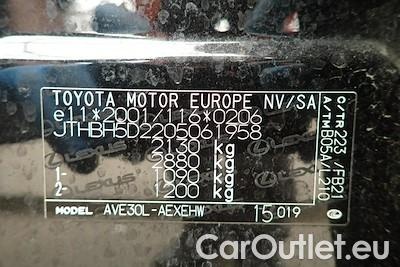 TOYOTA MOTOR EUROPE NV/SA
e11*2001/116*0206
JTHBH5D2205061958
2130 Kg
3880 Kg
1- 1090 Kg
2- 1200 Kg
MODEL AVE30L-AEXEHW 15 019
C/TR 223 /FB21
A/TM B05A/L210
LEXUS
CarOutlet.eu